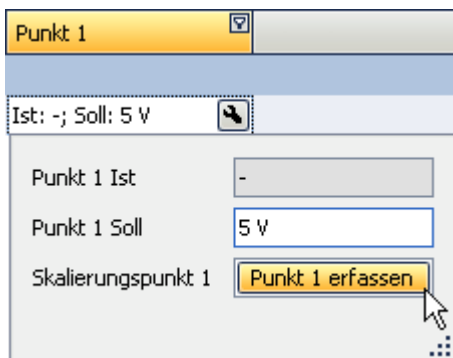 Punkt 1
Ist: -; Soll: 5 V
Punkt 1 Ist -
Punkt 1 Soll 5 V
Skalierungspunkt 1 Punkt 1 erfassen